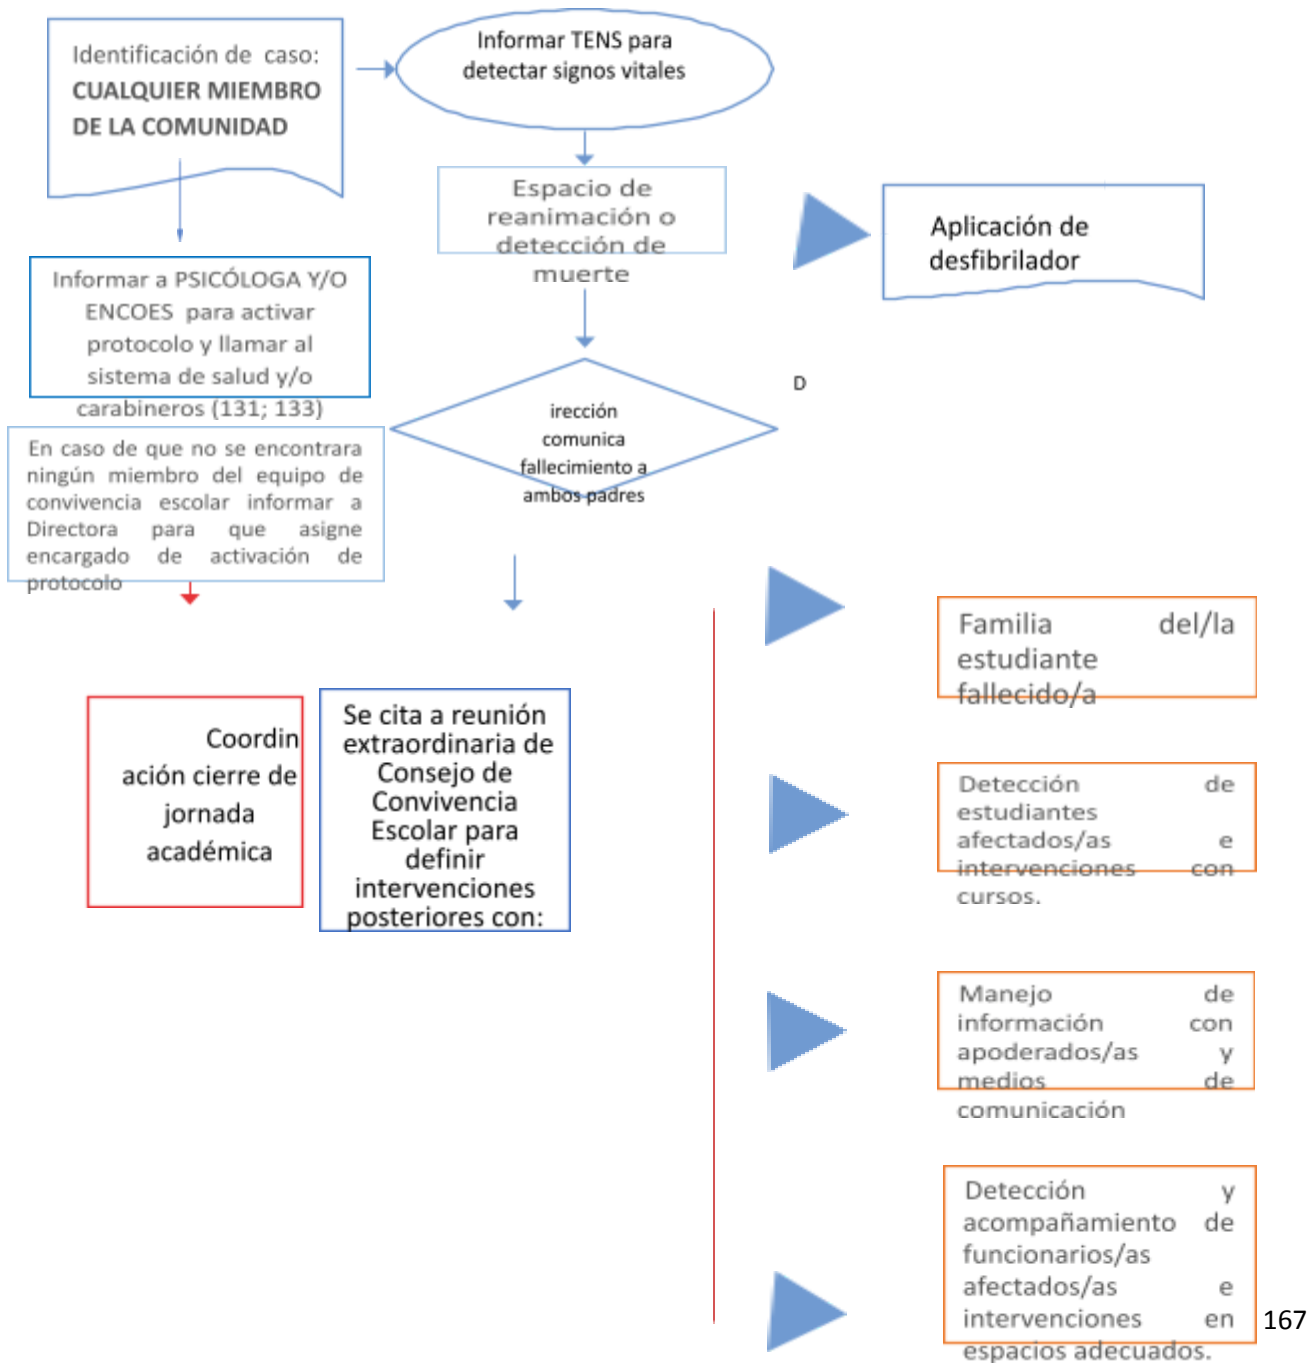 Identificación de caso:
CUALQUIER MIEMBRO
DE LA COMUNIDAD
Informar TENS para
detectar signos vitales
Espacio de
reanimación o
detección de
muerte
Aplicación de
desfibrilador
Informar a PSICÓLOGA Y/O
ENCOES para activar
protocolo y llamar al
sistema de salud y/o
carabineros (131; 133)
D
irección
comunica
fallecimiento a
ambos padres
En caso de que no se encontrara
ningún miembro del equipo de
convivencia escolar informar a
Directora para que asigne
encargado de activación de
protocolo
Coordin
ación cierre de
jornada
académica
Se cita a reunión
extraordinaria de
Consejo de
Convivencia
Escolar para
definir
intervenciones
posteriores con:
Familia del/la
estudiante
fallecido/a
Detección de
estudiantes
afectados/as e
intervenciones con
cursos.
Manejo de
información con
apoderados/as y
medios de
comunicación
Detección y
acompañamiento de
funcionarios/as
afectados/as e
intervenciones en
espacios adecuados.
167